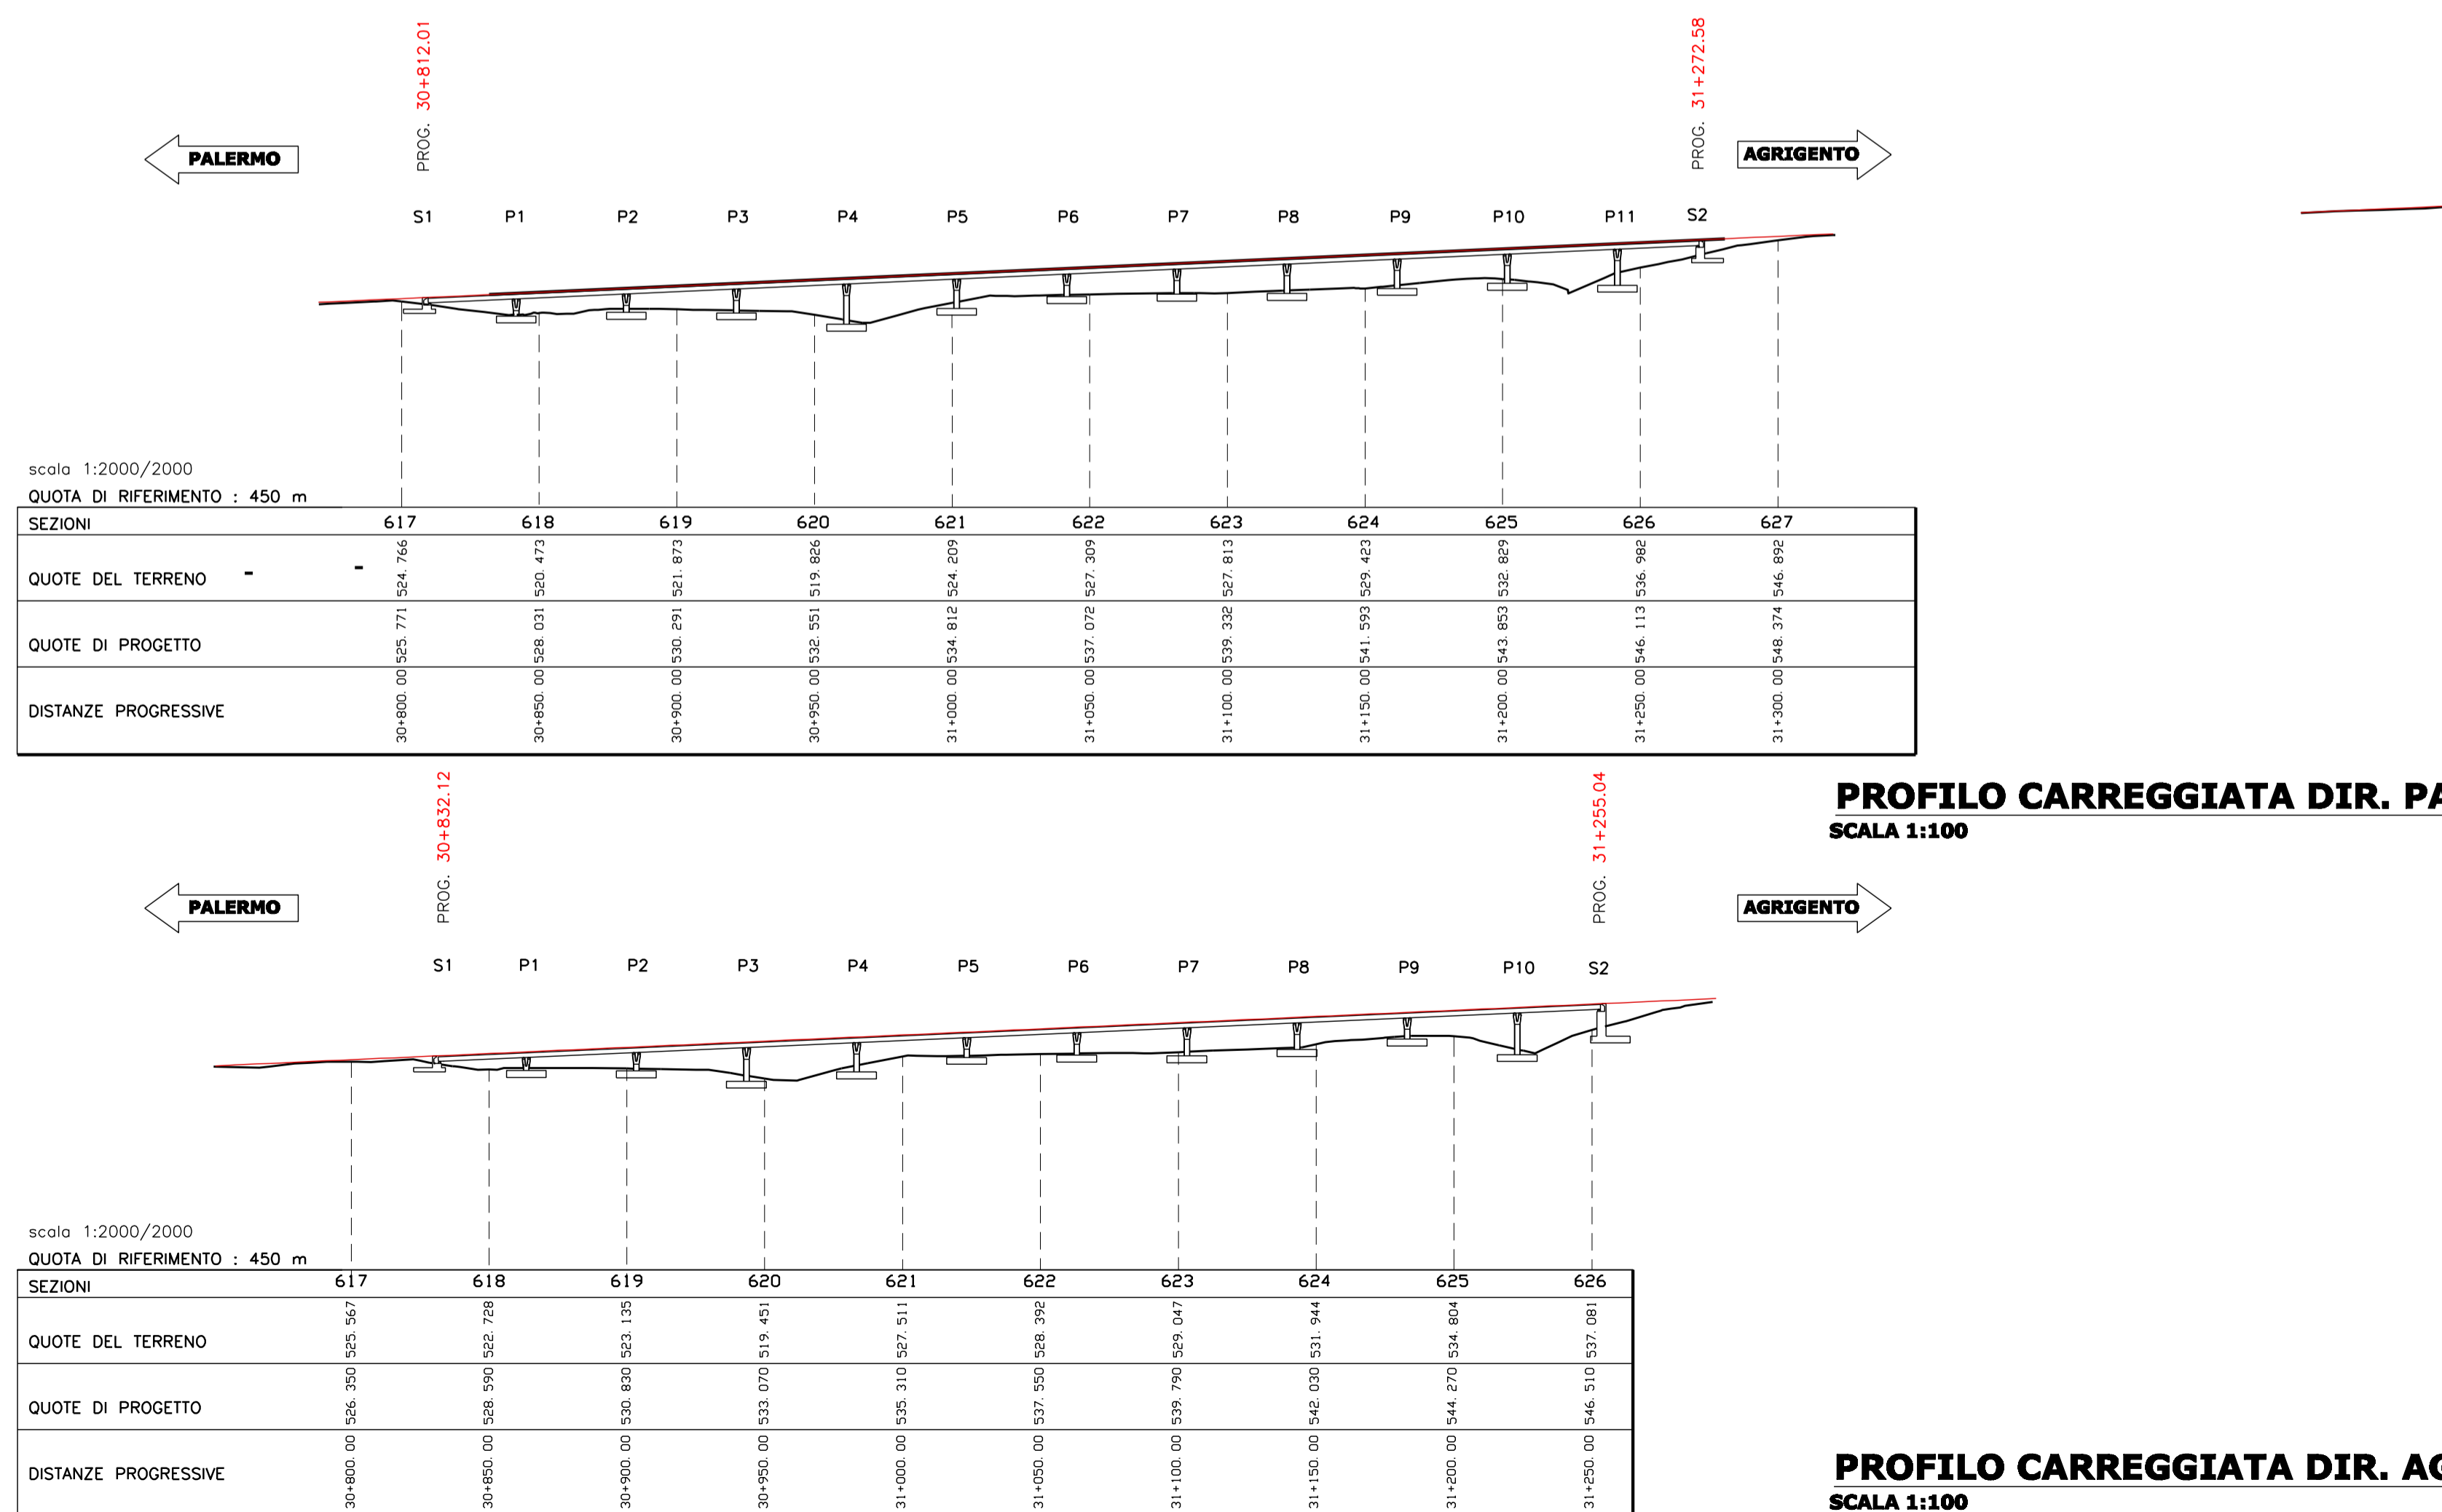 PROG. 30+812.01
PROG. 31+272.58
PALERMO
AGRIGENTO
S1 P1 P2 P3 P4 P5 P6 P7 P8 P9 P10 P11 S2
scala 1:2000/2000
QUOTA DI RIFERIMENTO : 450 m
SEZIONI 617 618 619 620 621 622 623 624 625 626 627
QUOTE DEL TERRENO - - 524.766 520.473 521.873 519.826 524.209 527.309 527.813 529.423 532.829 536.982 546.892
QUOTE DI PROGETTO 525.771 528.031 530.291 532.551 534.812 537.072 539.332 541.593 543.853 546.113 548.374
DISTANZE PROGRESSIVE 30+800.00 30+850.00 30+900.00 30+950.00 31+000.00 31+050.00 31+100.00 31+150.00 31+200.00 31+250.00 31+300.00
PROFILO CARREGGIATA DIR. PA
SCALA 1:100
PROG. 30+832.12
PROG. 31+255.04
PALERMO
AGRIGENTO
S1 P1 P2 P3 P4 P5 P6 P7 P8 P9 P10 S2
scala 1:2000/2000
QUOTA DI RIFERIMENTO : 450 m
SEZIONI 617 618 619 620 621 622 623 624 625 626
QUOTE DEL TERRENO 525.567 522.728 523.135 519.451 527.511 528.392 529.047 531.944 534.804 537.081
QUOTE DI PROGETTO 526.350 528.590 530.830 533.070 535.310 537.550 539.790 542.030 544.270 546.510
DISTANZE PROGRESSIVE 30+800.00 30+850.00 30+900.00 30+950.00 31+000.00 31+050.00 31+100.00 31+150.00 31+200.00 31+250.00
PROFILO CARREGGIATA DIR. AG
SCALA 1:100